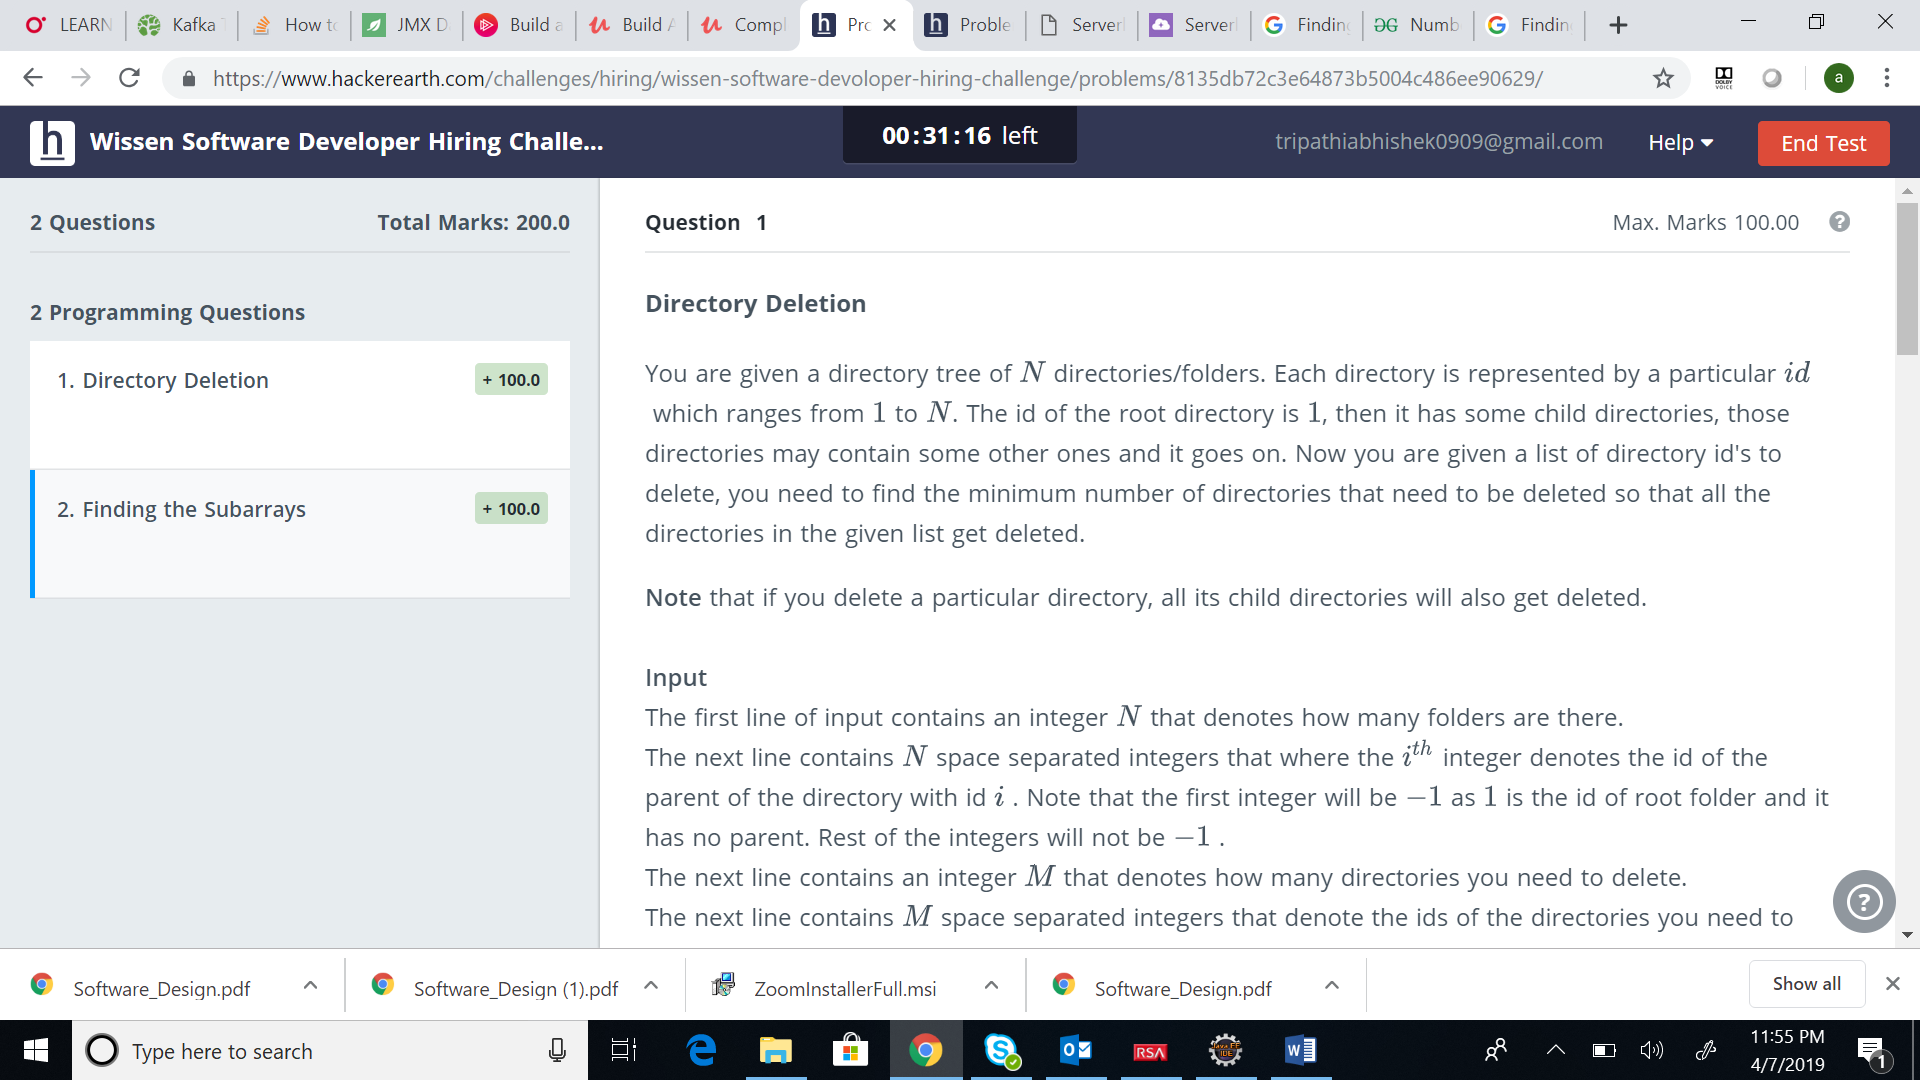 LEARN
Kafka T
How to
JMX D
Build a
Build A
Compl
Pro
Proble
Server
Server
Finding
Numb
Findin
https://www.hackerearth.com/challenges/hiring/wissen-software-devoloper-hiring-challenge/problems/8135db72c3e64873b5004c486ee90629/
DOLBY
VOICE
a
h Wissen Software Developer Hiring Challe...
00:31:16 left
tripathiabhishek0909@gmail.com
Help
End Test
2 Questions
Total Marks: 200.0
2 Programming Questions
1. Directory Deletion
+ 100.0
2. Finding the Subarrays
+ 100.0
Question 1
Max. Marks 100.00
?
Directory Deletion
You are given a directory tree of N directories/folders. Each directory is represented by a particular id
which ranges from 1 to N. The id of the root directory is 1, then it has some child directories, those
directories may contain some other ones and it goes on. Now you are given a list of directory id's to
delete, you need to find the minimum number of directories that need to be deleted so that all the
directories in the given list get deleted.
Note that if you delete a particular directory, all its child directories will also get deleted.
Input
The first line of input contains an integer N that denotes how many folders are there.
The next line contains N space separated integers that where the i^th integer denotes the id of the
parent of the directory with id i . Note that the first integer will be −1 as 1 is the id of root folder and it
has no parent. Rest of the integers will not be −1 .
The next line contains an integer M that denotes how many directories you need to delete.
The next line contains M space separated integers that denote the ids of the directories you need to
?
Software_Design.pdf
Software_Design (1).pdf
ZoomInstallerFull.msi
Software_Design.pdf
Show all
Type here to search
RSA
Java EE
IDE
11:55 PM
4/7/2019
1